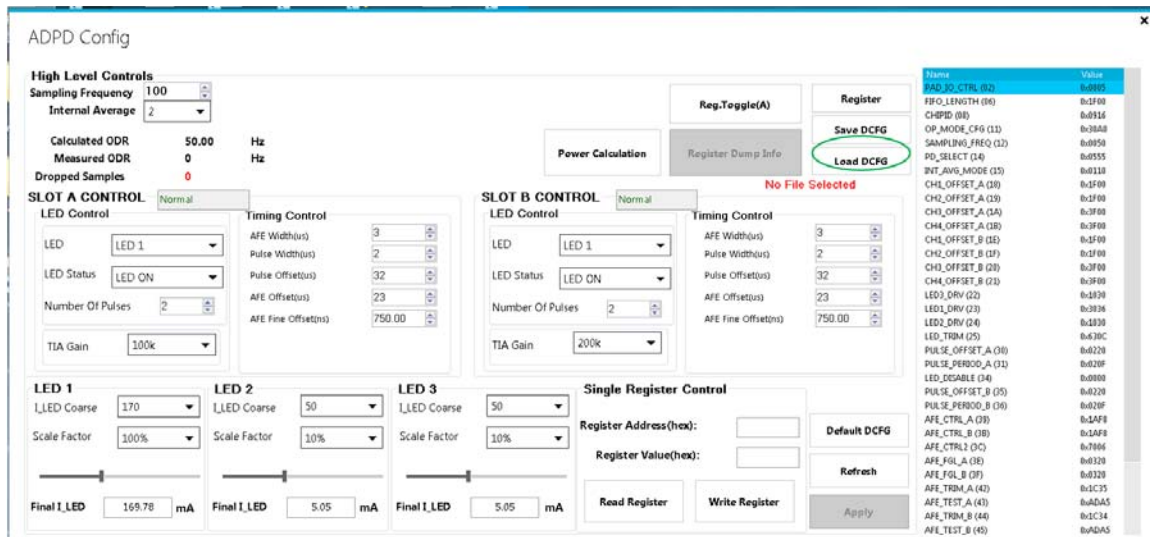 ADPD Config
High Level Controls
Sampling Frequency 100
Internal Average 2
Calculated ODR 50.00 Hz
Measured ODR 0 Hz
Dropped Samples 0
Reg.Toggle(A) Register
Save DCFG
Power Calculation Register Dump Info Load DCFG
No File Selected
SLOT A CONTROL Normal
LED Control
LED LED 1
LED Status LED ON
Number Of Pulses 2
TIA Gain 100k
Timing Control
AFE Width(us) 3
Pulse Width(us) 2
Pulse Offset(us) 32
AFE Offset(us) 23
AFE Fine Offset(ns) 750.00
SLOT B CONTROL Normal
LED Control
LED LED 1
LED Status LED ON
Number Of Pulses 2
TIA Gain 200k
Timing Control
AFE Width(us) 3
Pulse Width(us) 2
Pulse Offset(us) 32
AFE Offset(us) 23
AFE Fine Offset(ns) 750.00
LED 1
I_LED Coarse 170
Scale Factor 100%
Final I_LED 169.78 mA
LED 2
I_LED Coarse 50
Scale Factor 10%
Final I_LED 5.05 mA
LED 3
I_LED Coarse 50
Scale Factor 10%
Final I_LED 5.05 mA
Single Register Control
Register Address(hex):
Register Value(hex):
Read Register Write Register
Default DCFG
Refresh
Apply
Name Value
PAD_IO_CTRL (02) 0x0005
FIFO_LENGTH (06) 0x1F00
CHIPID (08) 0x0916
OP_MODE_CFG (11) 0x30A0
SAMPLING_FREQ (12) 0x0050
PD_SELECT (14) 0x0555
INT_AVG_MODE (15) 0x0110
CH1_OFFSET_A (18) 0x1F00
CH2_OFFSET_A (19) 0x1F00
CH3_OFFSET_A (1A) 0x3F00
CH4_OFFSET_A (1B) 0x3F00
CH1_OFFSET_B (1E) 0x1F00
CH2_OFFSET_B (1F) 0x1F00
CH3_OFFSET_B (20) 0x3F00
CH4_OFFSET_B (21) 0x3F00
LED3_DRV (22) 0x1030
LED1_DRV (23) 0x3036
LED2_DRV (24) 0x1030
LED_TRIM (25) 0x630C
PULSE_OFFSET_A (30) 0x0220
PULSE_PERIOD_A (31) 0x020F
LED_DISABLE (34) 0x0000
PULSE_OFFSET_B (35) 0x0220
PULSE_PERIOD_B (36) 0x020F
AFE_CTRL_A (39) 0x1AF8
AFE_CTRL_B (3B) 0x1AF8
AFE_CTRL2 (3C) 0x7006
AFE_FGL_A (3E) 0x0320
AFE_FGL_B (3F) 0x0320
AFE_TRIM_A (42) 0x1C35
AFE_TEST_A (43) 0xADA5
AFE_TRIM_B (44) 0x1C34
AFE_TEST_B (45) 0xADA5